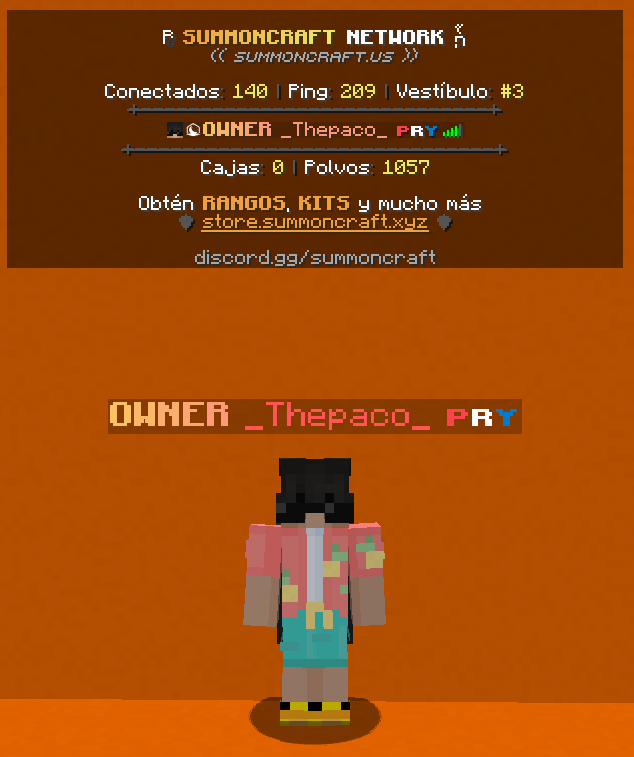 SUMMONCRAFT NETWORK
(( SUMMONCRAFT.US ))
Conectados: 140 | Ping: 209 | Vestíbulo: #3
OWNER _Thepaco_ PRY
Cajas: 0 | Polvos: 1057
Obtén RANGOS, KITS y mucho más
store.summoncraft.xyz
discord.gg/summoncraft
OWNER _Thepaco_ PRY